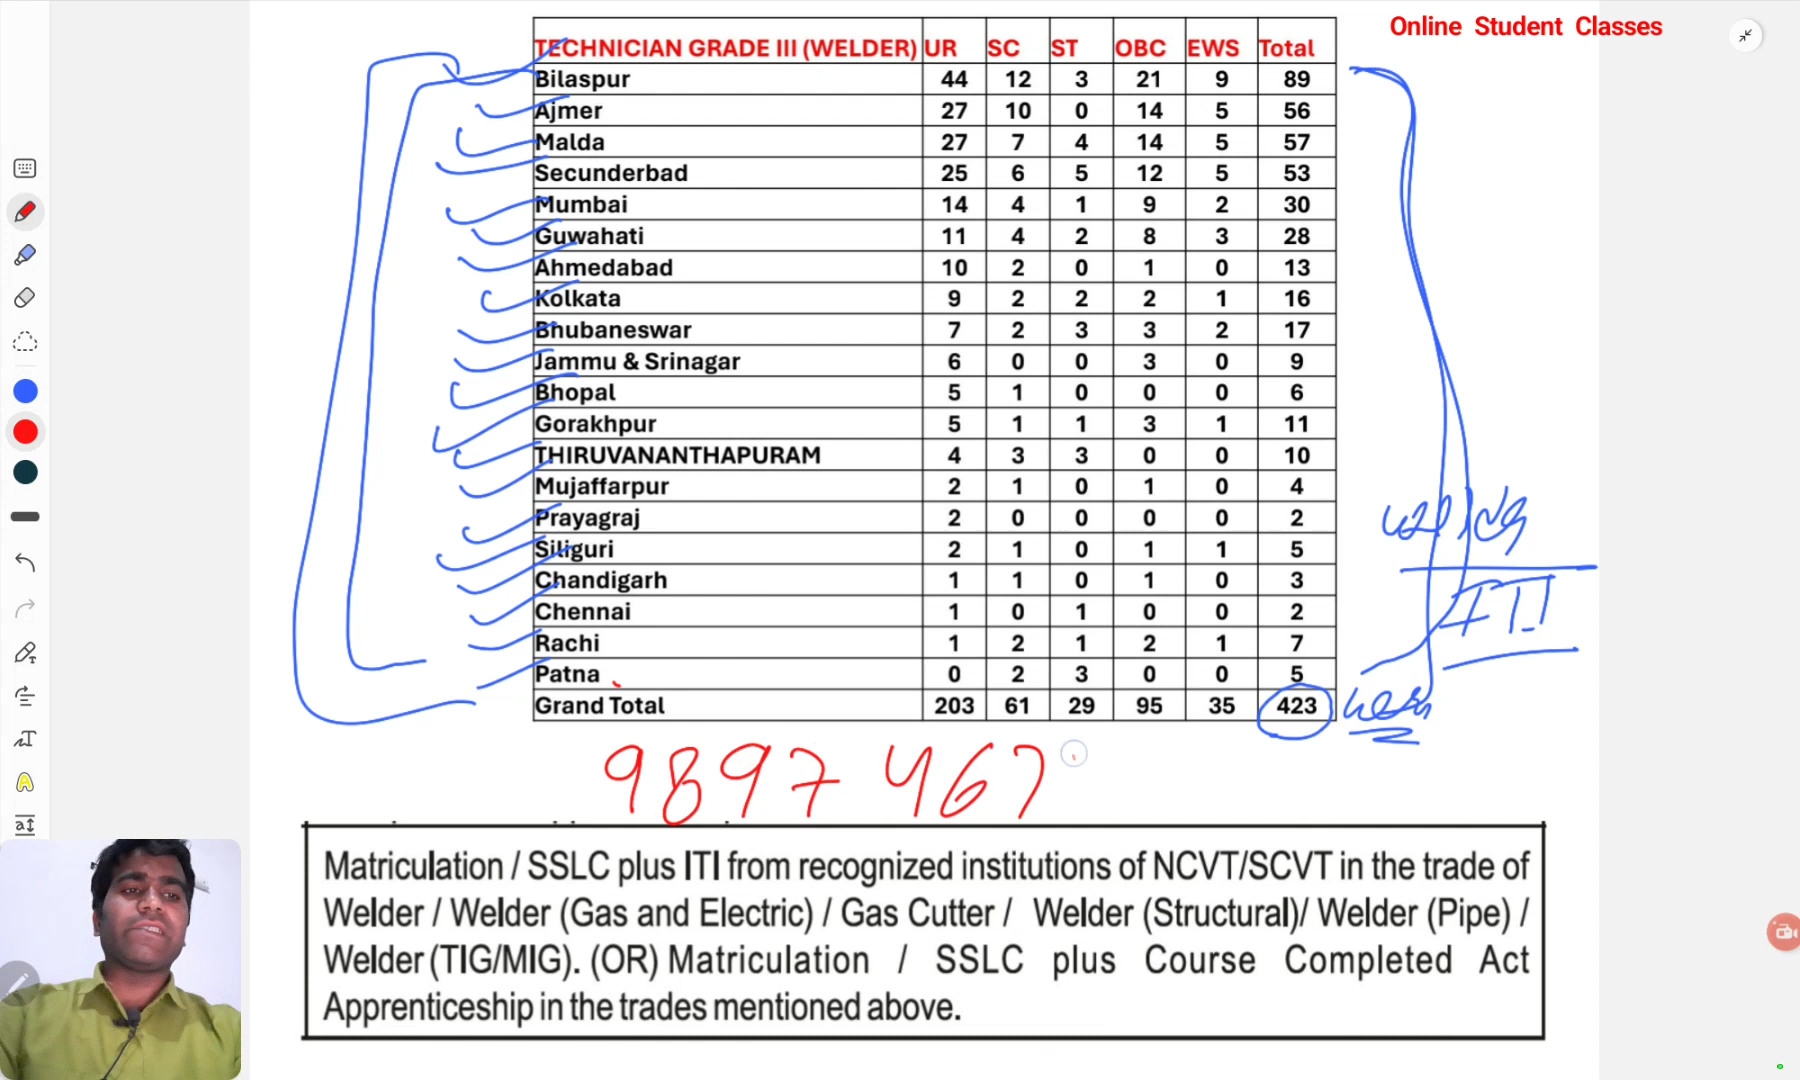 Online Student Classes
TECHNICIAN GRADE III (WELDER) UR SC ST OBC EWS Total
Bilaspur 44 12 3 21 9 89
Ajmer 27 10 0 14 5 56
Malda 27 7 4 14 5 57
Secunderbad 25 6 5 12 5 53
Mumbai 14 4 1 9 2 30
Guwahati 11 4 2 8 3 28
Ahmedabad 10 2 0 1 0 13
Kolkata 9 2 2 2 1 16
Bhubaneswar 7 2 3 3 2 17
Jammu & Srinagar 6 0 0 3 0 9
Bhopal 5 1 0 0 0 6
Gorakhpur 5 1 1 3 1 11
THIRUVANANTHAPURAM 4 3 3 0 0 10
Mujaffarpur 2 1 0 1 0 4
Prayagraj 2 0 0 0 0 2
Siliguri 2 1 0 1 1 5
Chandigarh 1 1 0 1 0 3
Chennai 1 0 1 0 0 2
Rachi 1 2 1 2 1 7
Patna 0 2 3 0 0 5
Grand Total 203 61 29 95 35 423
ITI
9897 467
Matriculation / SSLC plus ITI from recognized institutions of NCVT/SCVT in the trade of
Welder / Welder (Gas and Electric) / Gas Cutter / Welder (Structural)/ Welder (Pipe) /
Welder (TIG/MIG). (OR) Matriculation / SSLC plus Course Completed Act
Apprenticeship in the trades mentioned above.